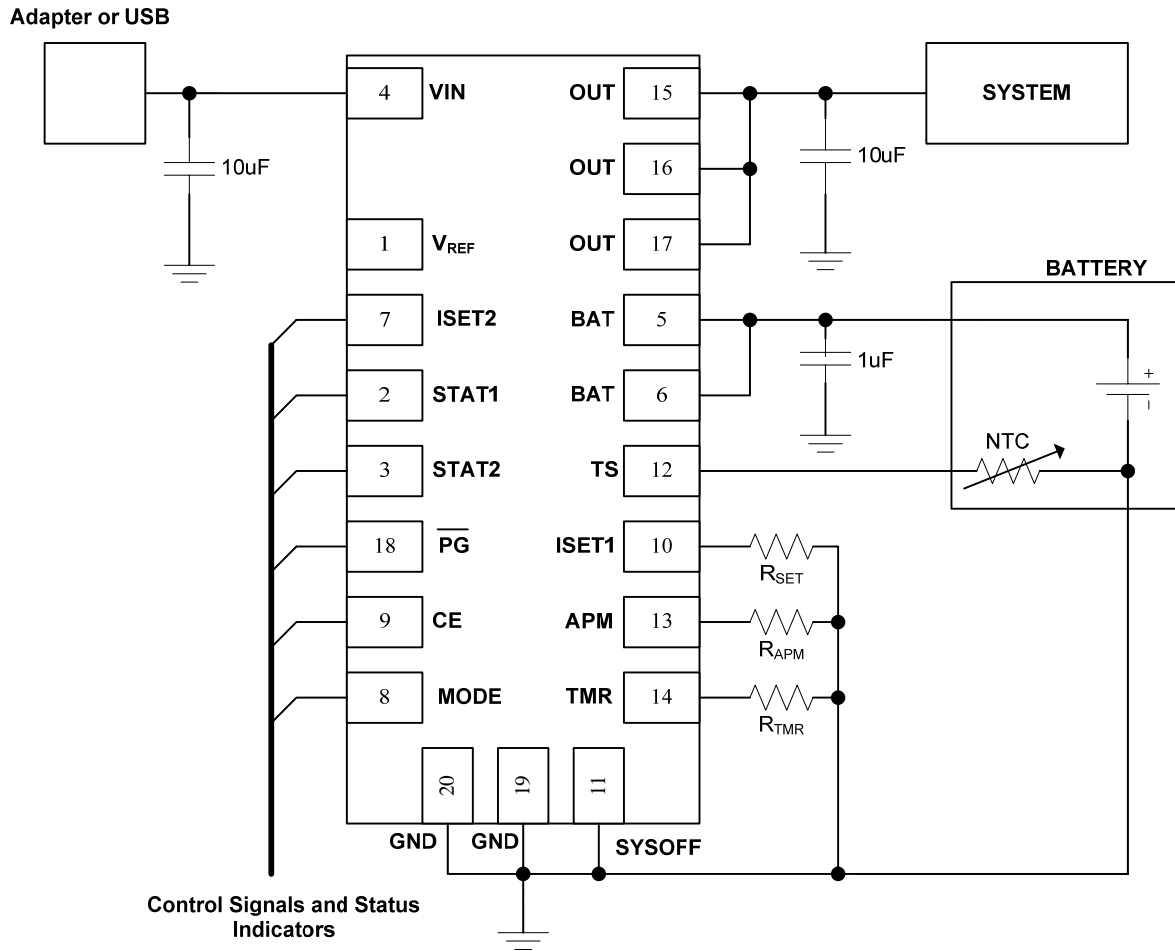 Adapter or USB
4 VIN OUT 15 SYSTEM
10uF OUT 16 10uF
1 VREF OUT 17
BATTERY
7 ISET2 BAT 5
1uF
2 STAT1 BAT 6
+
−
NTC
3 STAT2 TS 12
18 PG ISET1 10
RSET
9 CE APM 13
RAPM
8 MODE TMR 14
RTMR
20 19 11
GND GND SYSOFF
Control Signals and Status
Indicators